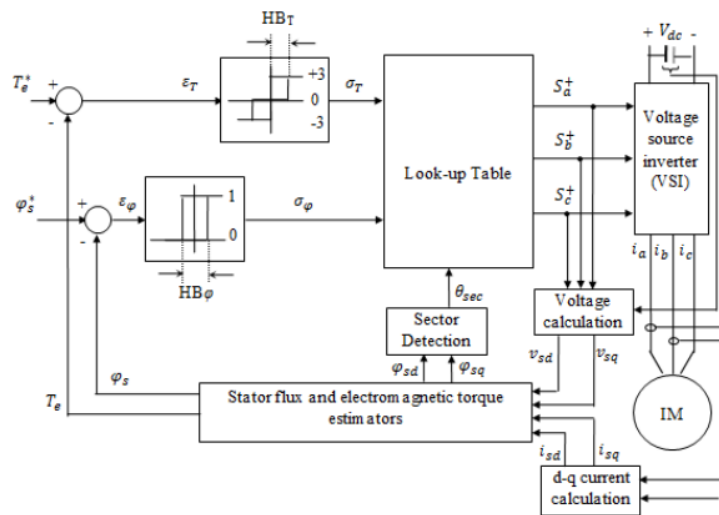 HB_T
+ V_dc -
T_e^*
+
-
ε_T
+3
0
-3
σ_T
Look-up Table
S_a^+
S_b^+
S_c^+
Voltage
source
inverter
(VSI)
φ_s^*
+
-
ε_φ
1
0
HB_φ
σ_φ
i_a i_b i_c
θ_sec
Sector
Detection
Voltage
calculation
φ_sd φ_sq
v_sd v_sq
φ_s
T_e
Stator flux and electromagnetic torque
estimators
IM
i_sd i_sq
d-q current
calculation